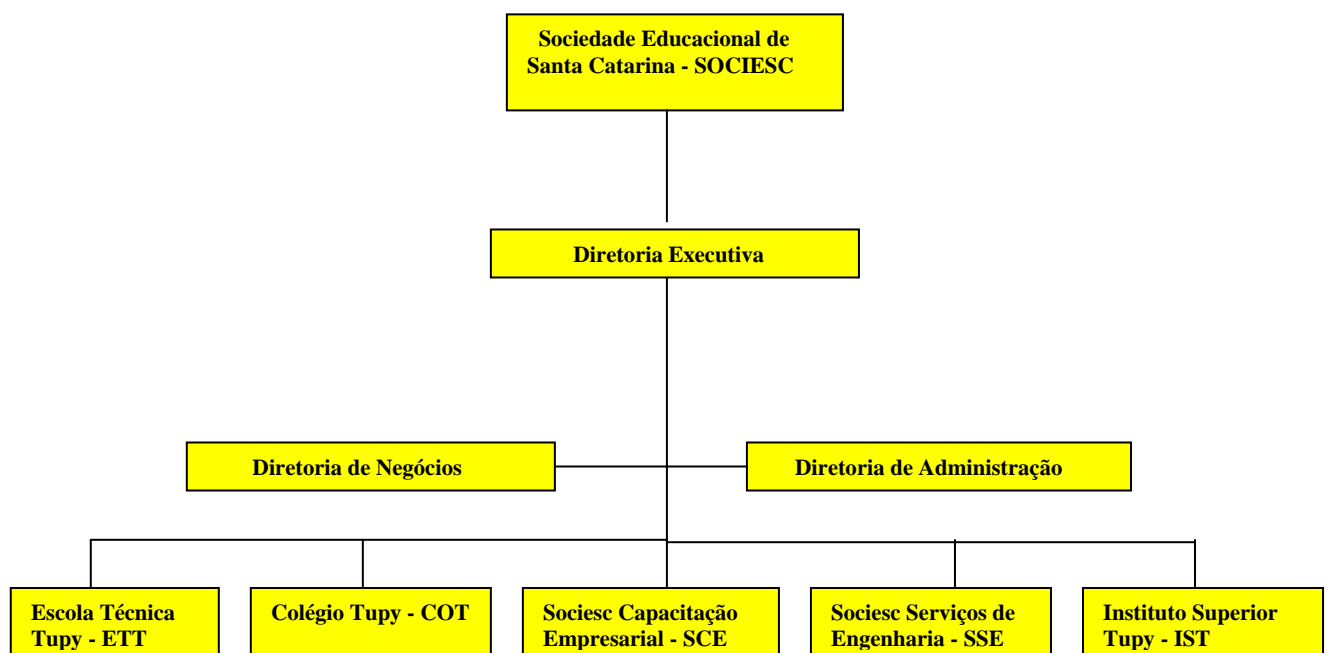 Sociedade Educacional de
Santa Catarina - SOCIESC
Diretoria Executiva
Diretoria de Negócios
Diretoria de Administração
Escola Técnica
Tupy - ETT
Colégio Tupy - COT
Sociesc Capacitação
Empresarial - SCE
Sociesc Serviços de
Engenharia - SSE
Instituto Superior
Tupy - IST